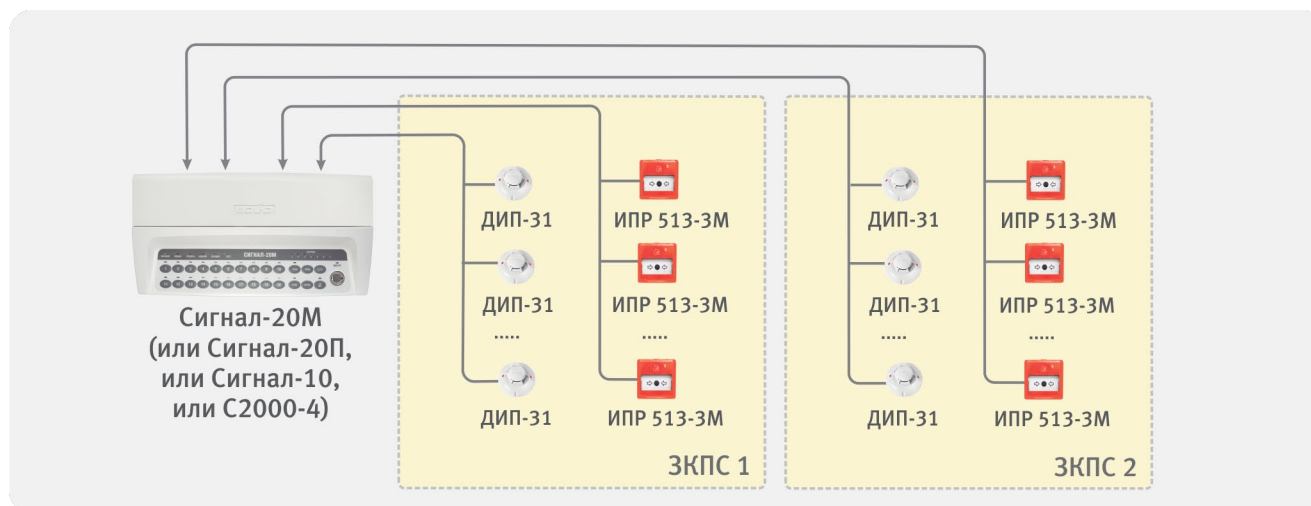 СИГНАЛ-20М
Сигнал-20М
(или Сигнал-20П,
или Сигнал-10,
или С2000-4)
ДИП-31
ИПР 513-3М
ДИП-31
ИПР 513-3М
.....
.....
ДИП-31
ИПР 513-3М
ЗКПС 1
ДИП-31
ИПР 513-3М
ДИП-31
ИПР 513-3М
.....
.....
ДИП-31
ИПР 513-3М
ЗКПС 2